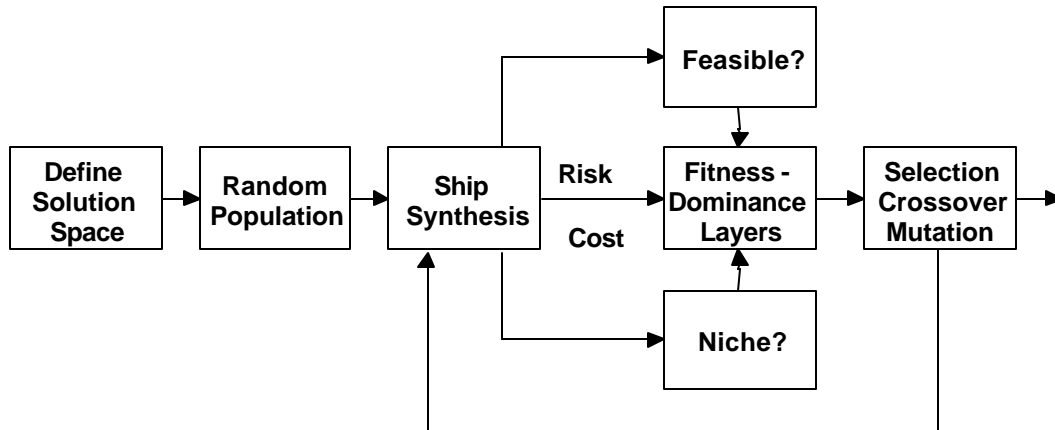 Feasible?
Define
Solution
Space
Random
Population
Ship
Synthesis
Risk
Cost
Fitness -
Dominance
Layers
Selection
Crossover
Mutation
Niche?